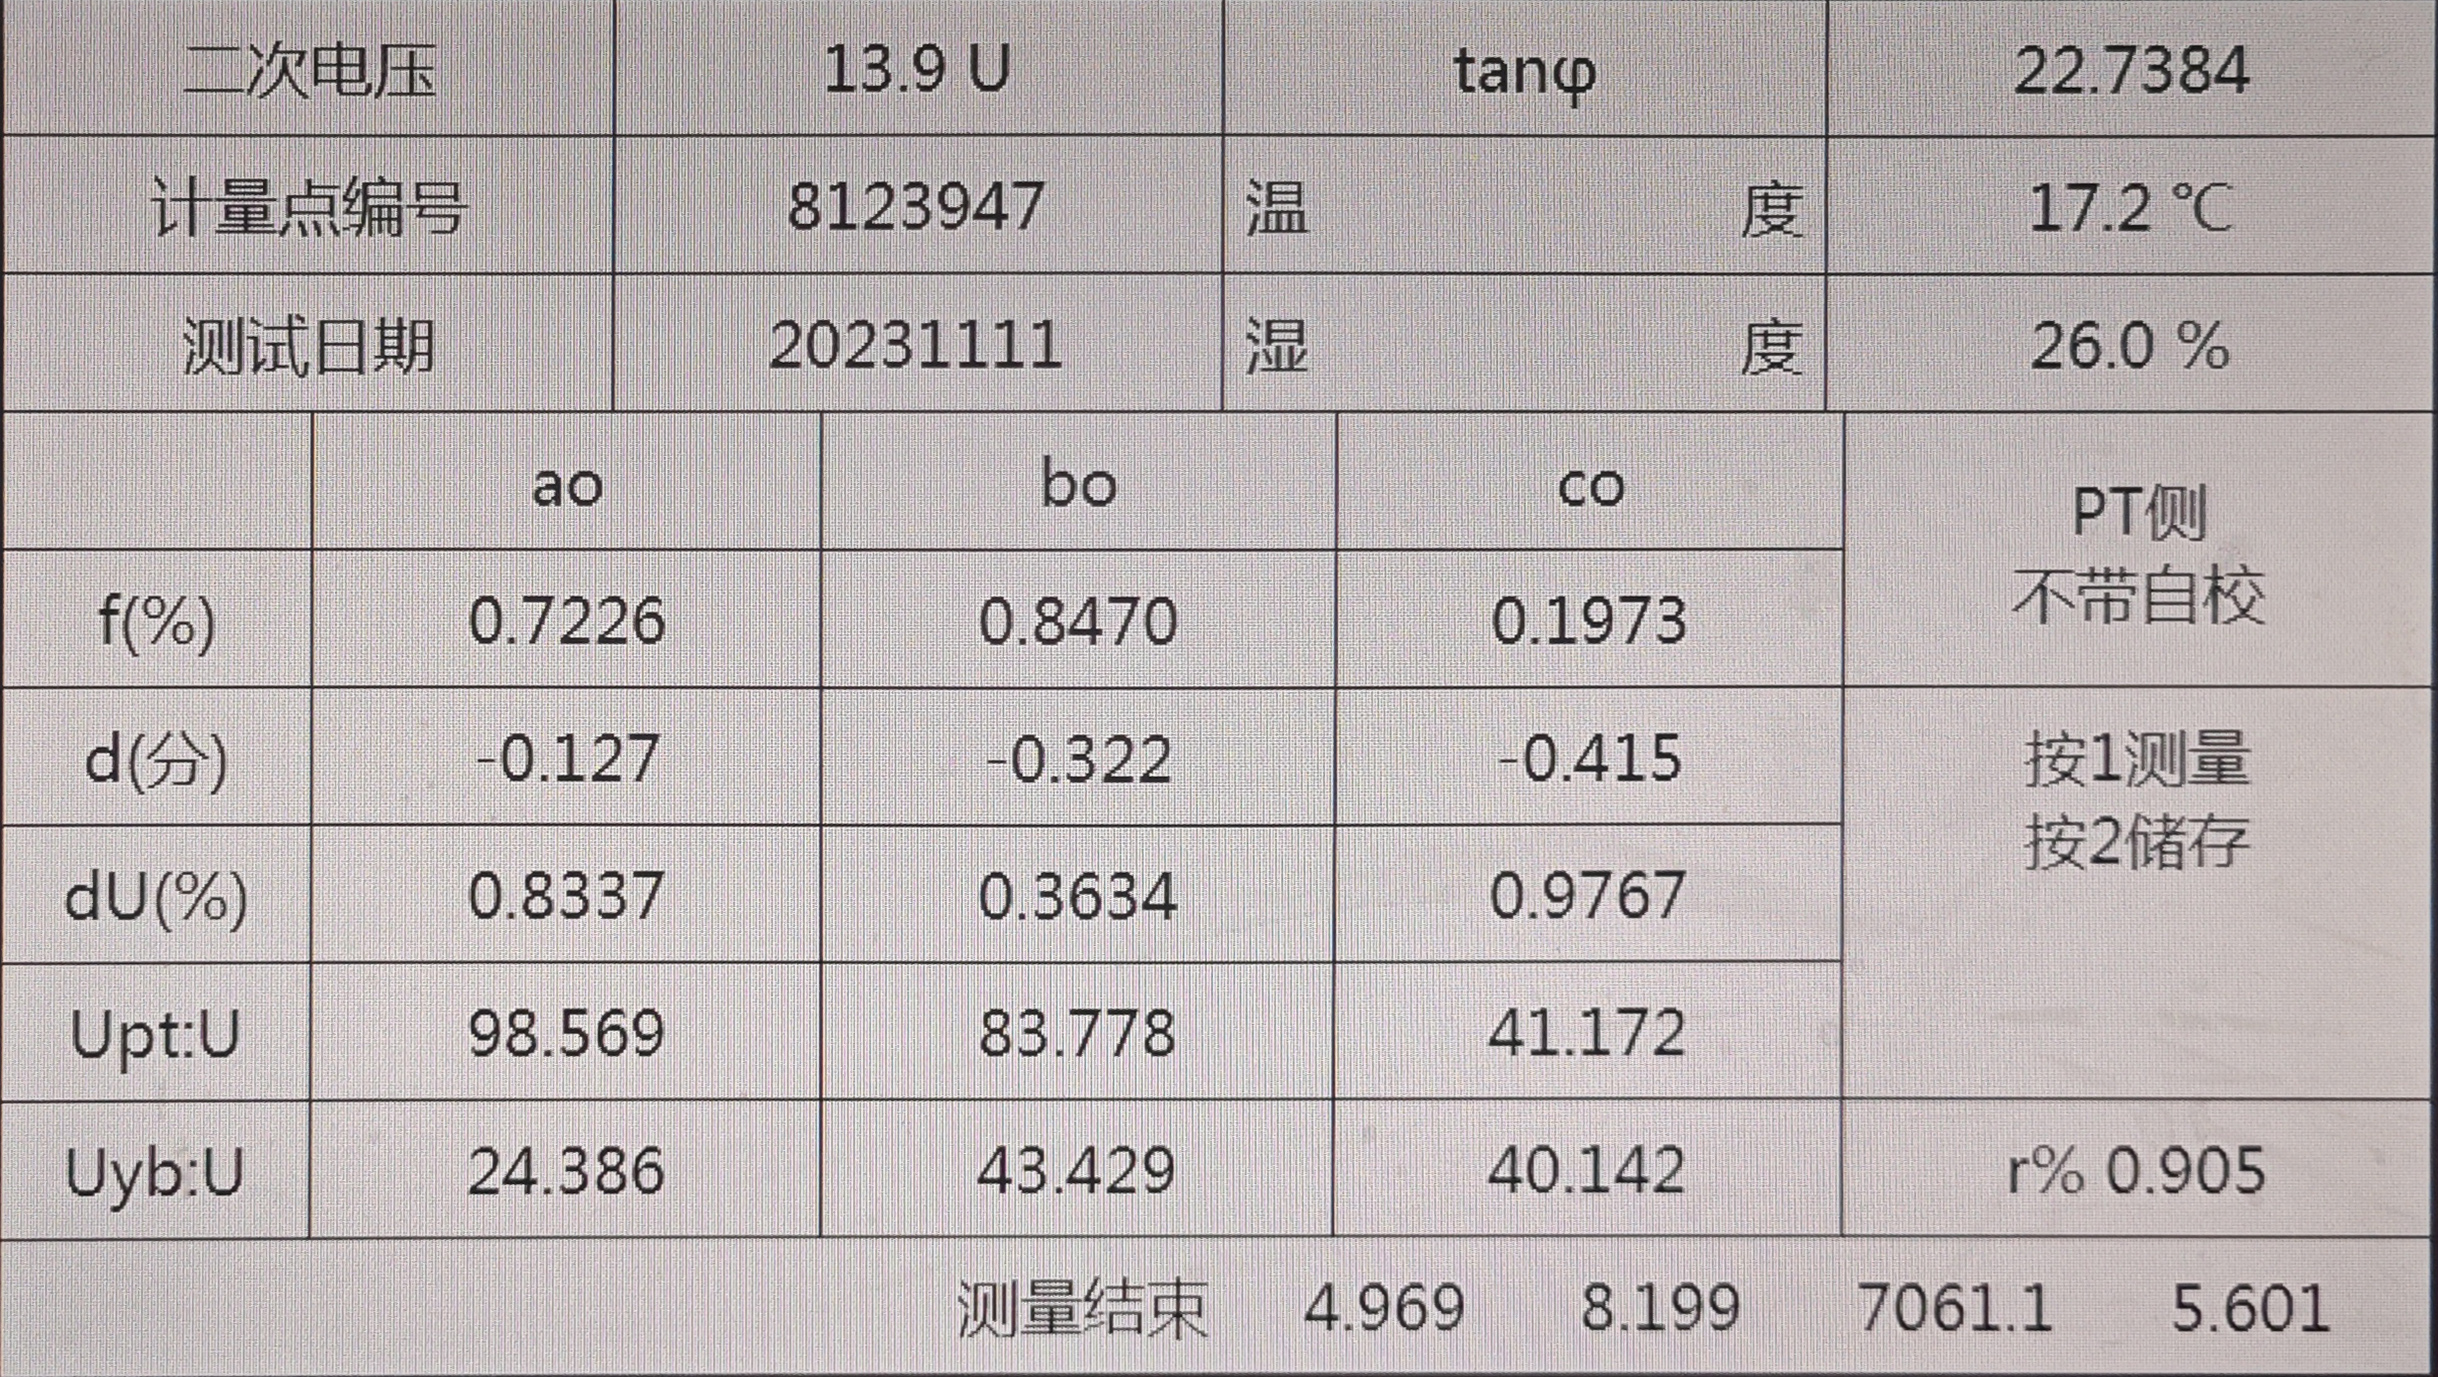 二次电压 13.9 U tanφ 22.7384
计量点编号 8123947 温 度 17.2 ℃
测试日期 20231111 湿 度 26.0 %
ao bo co
PT侧
不带自校
f(%) 0.7226 0.8470 0.1973
d(分) -0.127 -0.322 -0.415
按1测量
按2储存
dU(%) 0.8337 0.3634 0.9767
Upt:U 98.569 83.778 41.172
Uyb:U 24.386 43.429 40.142 r% 0.905
测量结束 4.969 8.199 7061.1 5.601